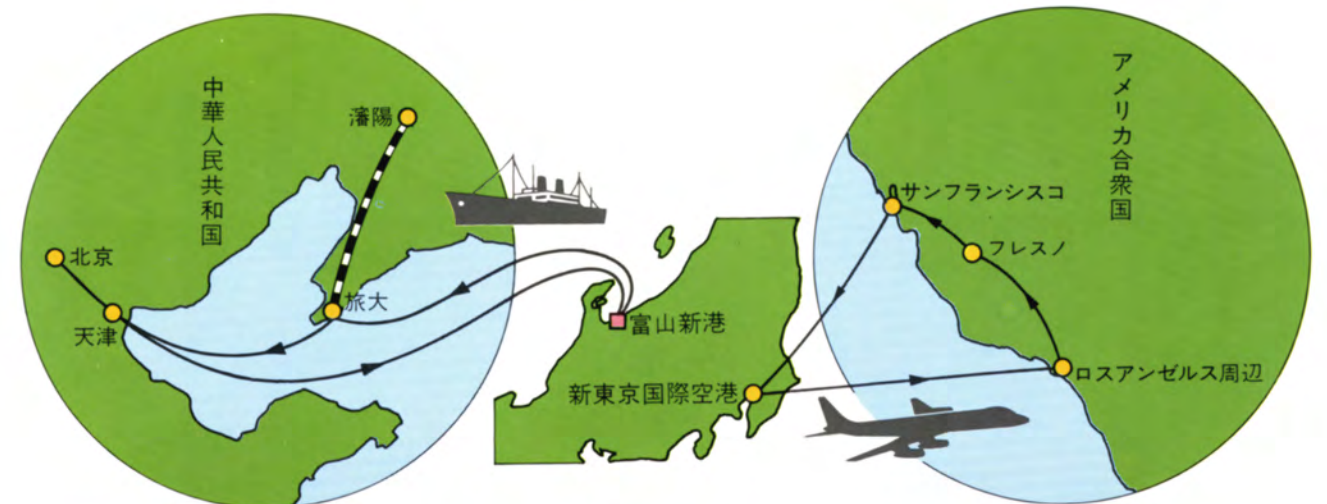 中華人民共和国
瀋陽
北京
天津
旅大
富山新港
新東京国際空港
アメリカ合衆国
サンフランシスコ
フレスノ
ロスアンゼルス周辺